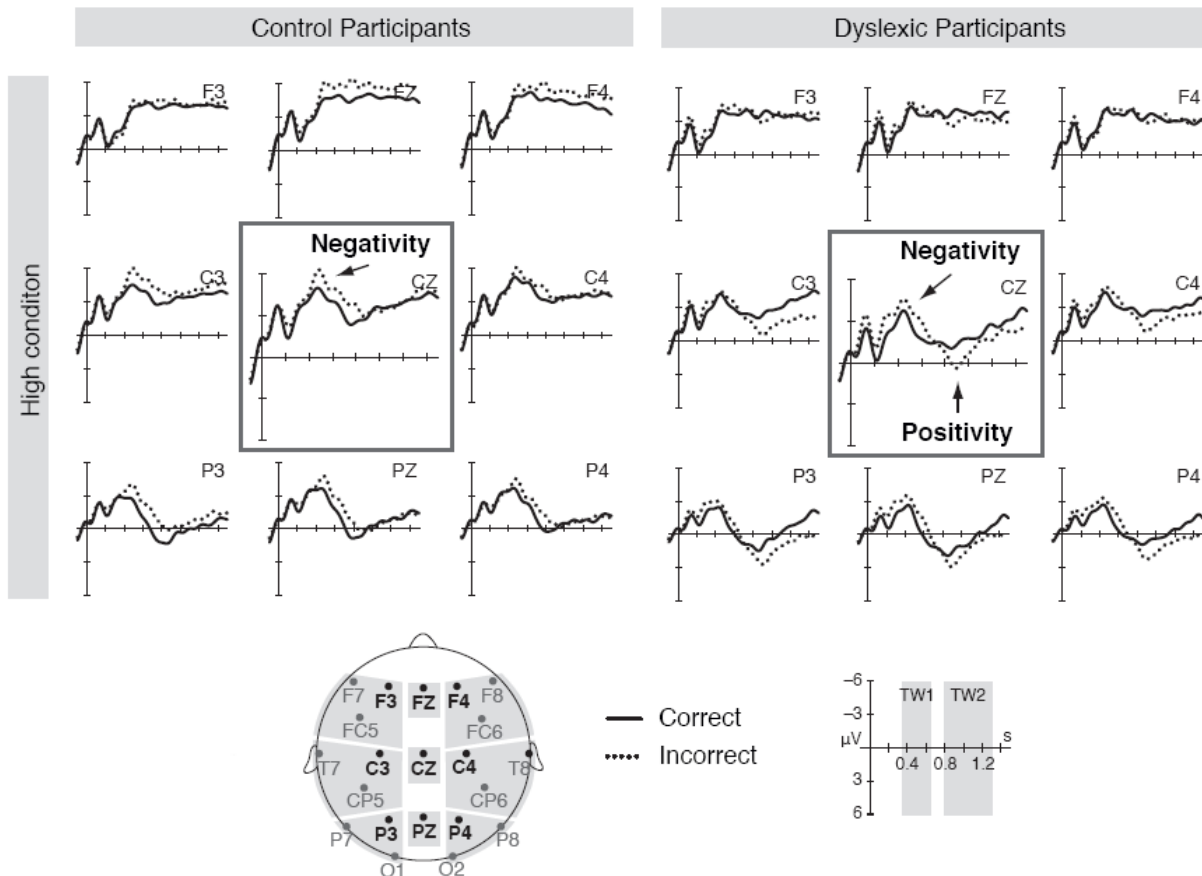 Control Participants
Dyslexic Participants
High conditon
F3
FZ
F4
F3
FZ
F4
C3
Negativity
CZ
C4
C3
Negativity
CZ
Positivity
C4
P3
PZ
P4
P3
PZ
P4
F7
F3
FZ
F4
F8
FC5
FC6
T7
C3
CZ
C4
T8
CP5
CP6
P7
P3
PZ
P4
P8
O1
O2
Correct
Incorrect
–6
TW1
TW2
–3
µV
s
0.4
0.8
1.2
3
6